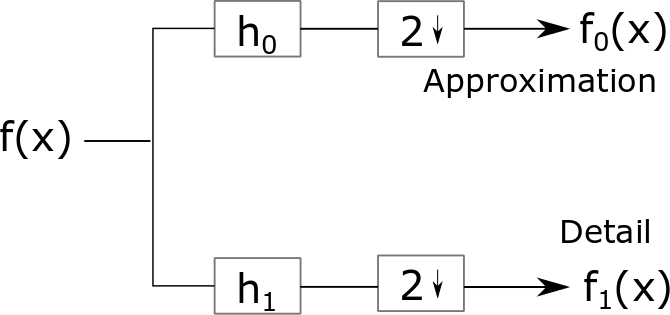 h₀ 2↓ f₀(x)
Approximation
f(x)
Detail
h₁ 2↓ f₁(x)